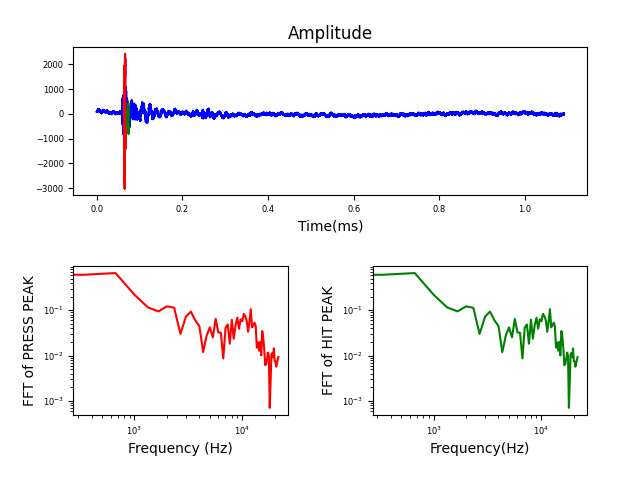 Amplitude
2000
1000
0
−1000
−2000
−3000
0.0 0.2 0.4 0.6 0.8 1.0
Time(ms)
FFT of PRESS PEAK
10⁻¹
10⁻²
10⁻³
10³ 10⁴
Frequency (Hz)
FFT of HIT PEAK
10⁻¹
10⁻²
10⁻³
10³ 10⁴
Frequency(Hz)